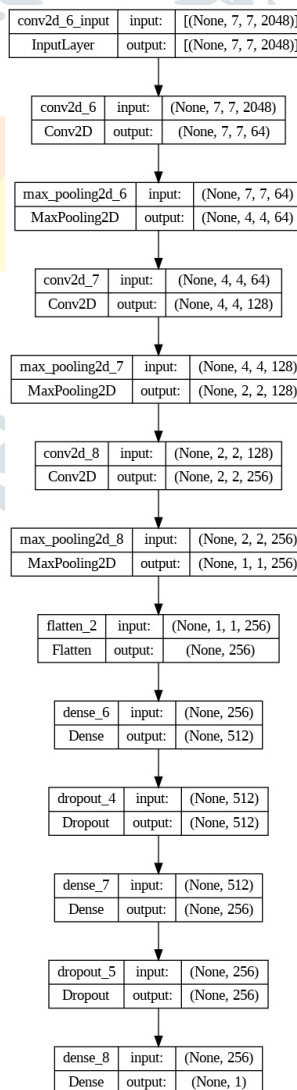 conv2d_6_input input: [(None, 7, 7, 2048)]
InputLayer output: [(None, 7, 7, 2048)]
conv2d_6 input: (None, 7, 7, 2048)
Conv2D output: (None, 7, 7, 64)
max_pooling2d_6 input: (None, 7, 7, 64)
MaxPooling2D output: (None, 4, 4, 64)
conv2d_7 input: (None, 4, 4, 64)
Conv2D output: (None, 4, 4, 128)
max_pooling2d_7 input: (None, 4, 4, 128)
MaxPooling2D output: (None, 2, 2, 128)
conv2d_8 input: (None, 2, 2, 128)
Conv2D output: (None, 2, 2, 256)
max_pooling2d_8 input: (None, 2, 2, 256)
MaxPooling2D output: (None, 1, 1, 256)
flatten_2 input: (None, 1, 1, 256)
Flatten output: (None, 256)
dense_6 input: (None, 256)
Dense output: (None, 512)
dropout_4 input: (None, 512)
Dropout output: (None, 512)
dense_7 input: (None, 512)
Dense output: (None, 256)
dropout_5 input: (None, 256)
Dropout output: (None, 256)
dense_8 input: (None, 256)
Dense output: (None, 1)